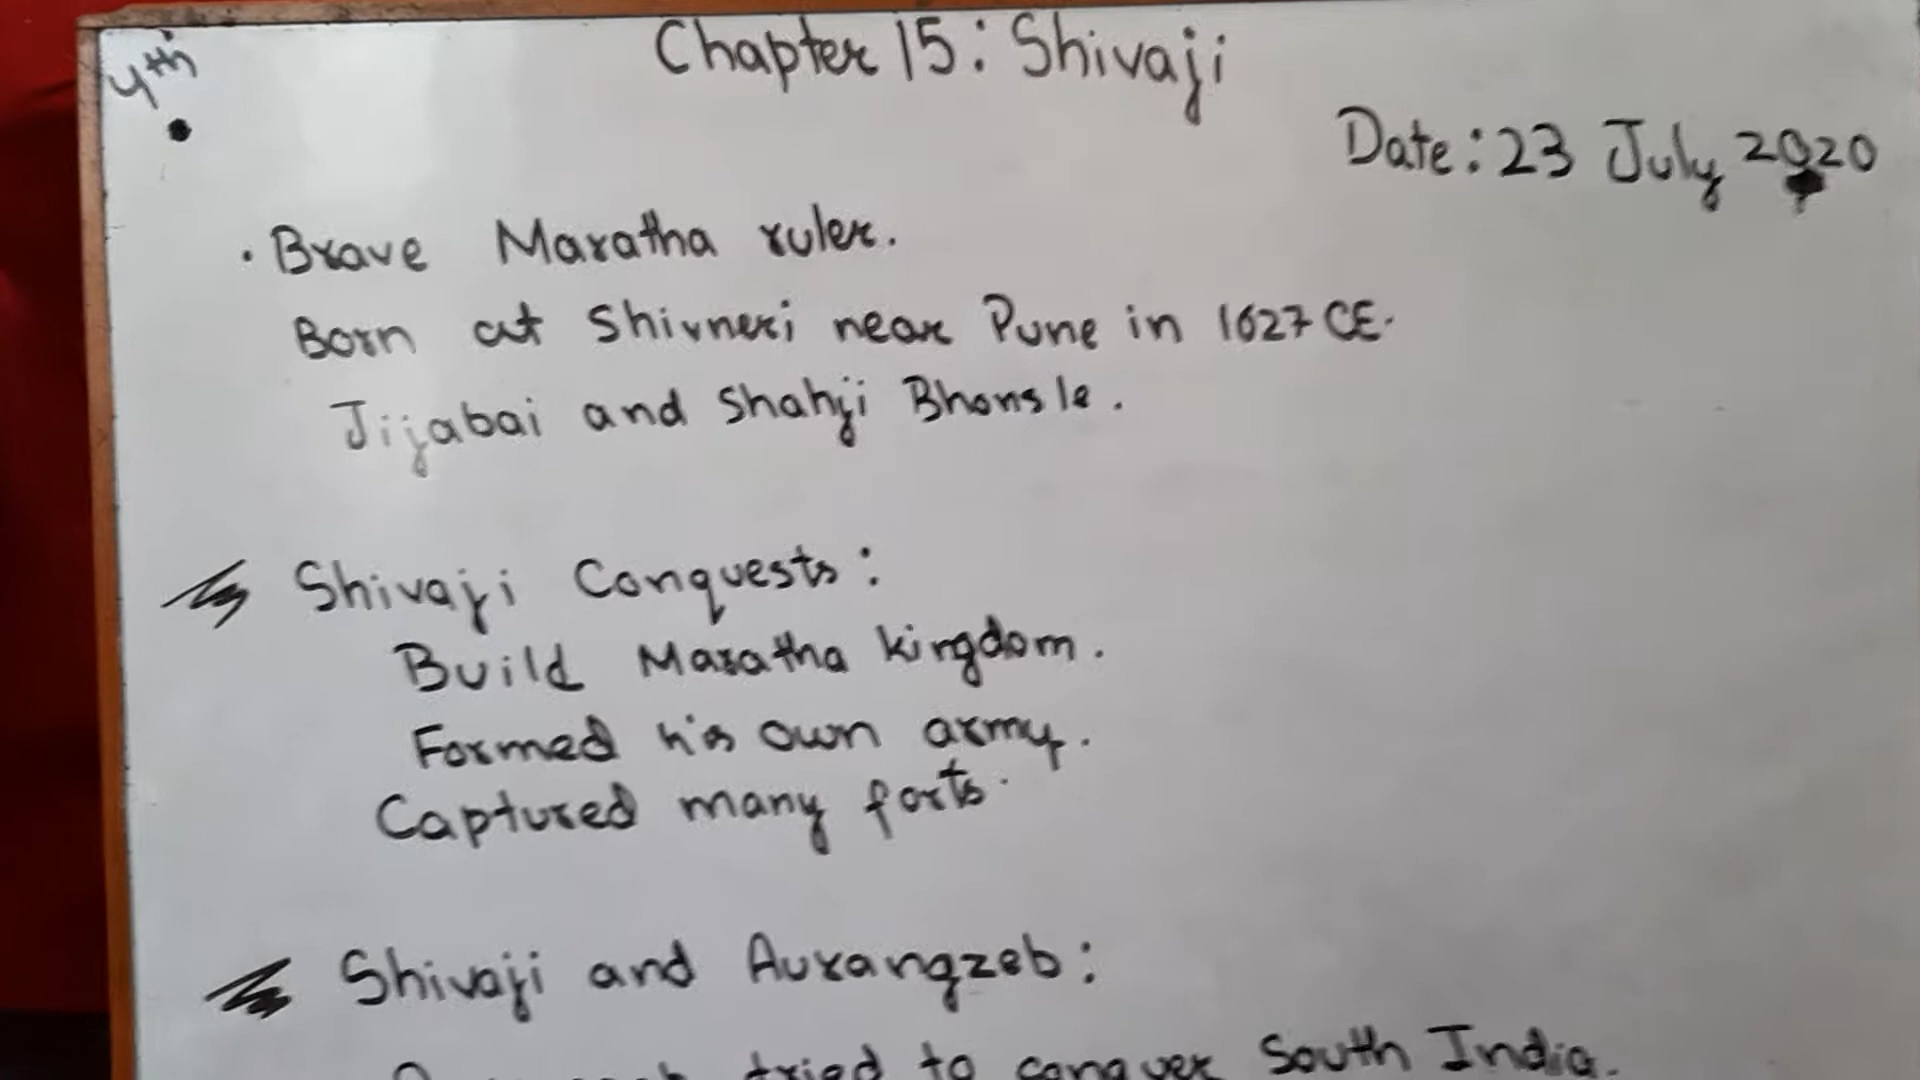 4th
Chapter 15: Shivaji
Date: 23 July 2020
. Brave Maratha ruler.
Born at Shivneri near Pune in 1627 CE.
Jijabai and Shahji Bhonsle.
Shivaji Conquests:
Build Maratha kingdom.
Formed his own army.
Captured many forts.
Shivaji and Aurangzeb:
tried to conquer South India.